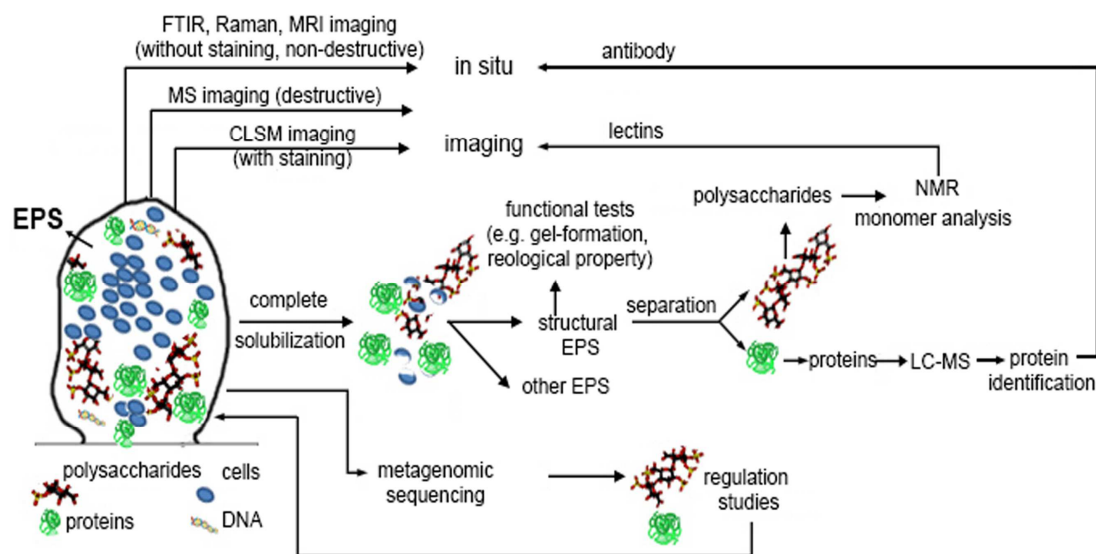 FTIR, Raman, MRI imaging
(without staining, non-destructive)
in situ
antibody
MS imaging (destructive)
CLSM imaging
(with staining)
imaging
lectins
polysaccharides
NMR
monomer analysis
EPS
functional tests
(e.g. gel-formation,
reological property)
complete
solubilization
structural
EPS
separation
other EPS
proteins
LC-MS
protein
identification
polysaccharides
cells
proteins
DNA
metagenomic
sequencing
regulation
studies